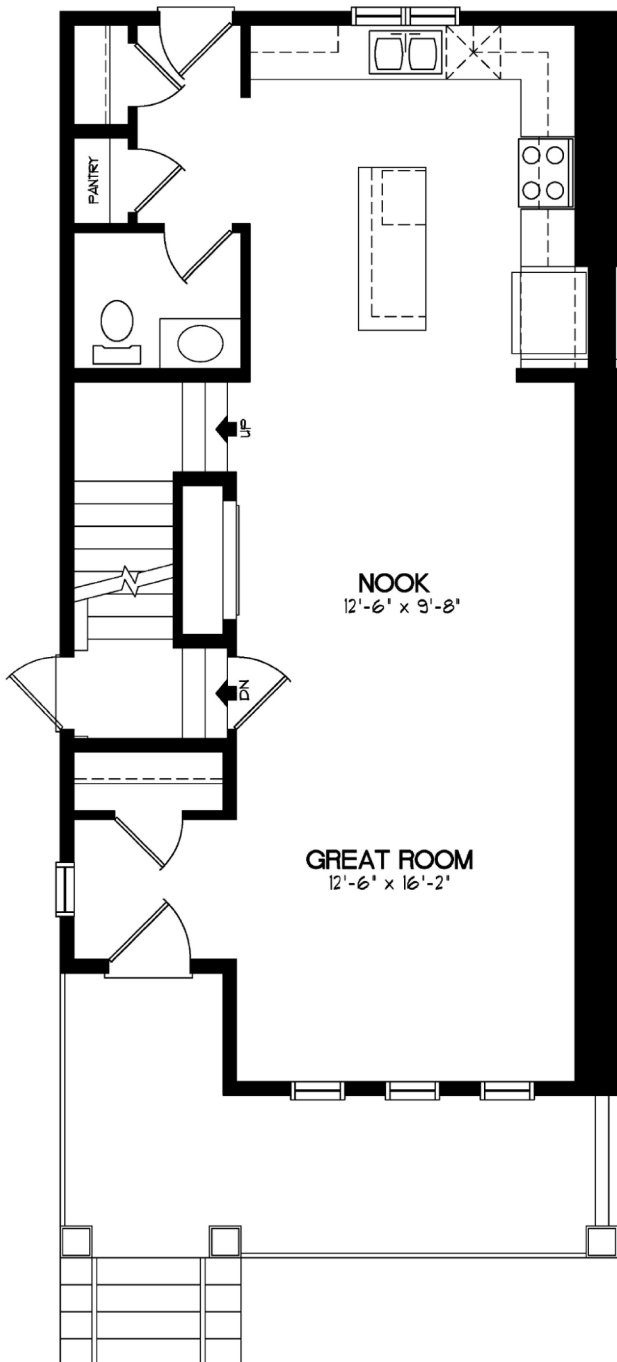 PANTRY
UP
NOOK
12'-6" x 9'-8"
DN
GREAT ROOM
12'-6" x 16'-2"